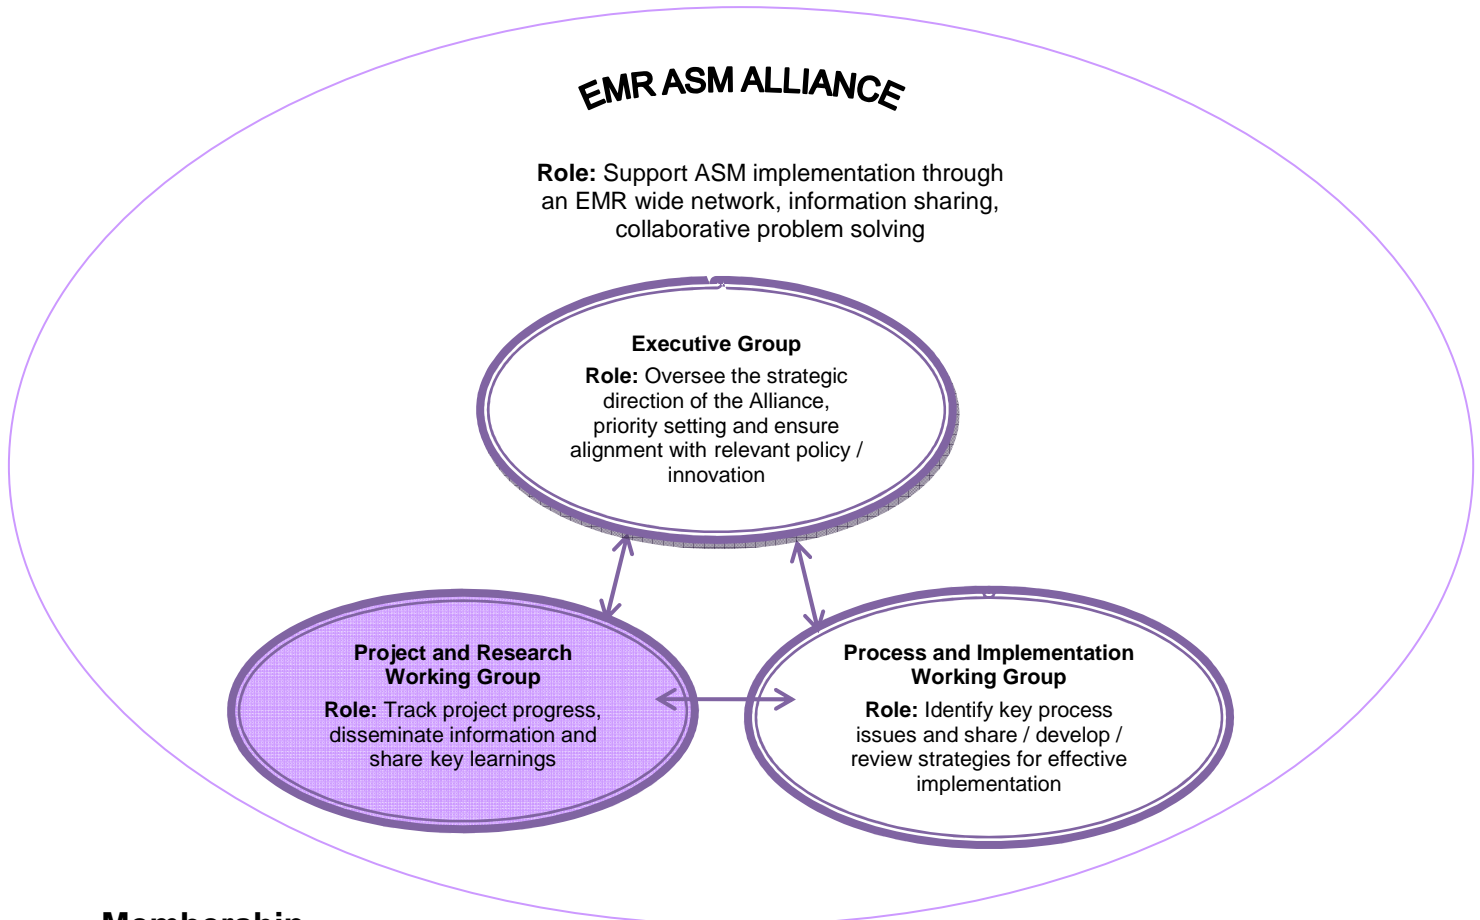 EMR ASM ALLIANCE
Role: Support ASM implementation through
an EMR wide network, information sharing,
collaborative problem solving
Executive Group
Role: Oversee the strategic
direction of the Alliance,
priority setting and ensure
alignment with relevant policy /
innovation
Project and Research
Working Group
Role: Track project progress,
disseminate information and
share key learnings
Process and Implementation
Working Group
Role: Identify key process
issues and share / develop /
review strategies for effective
implementation
Membership